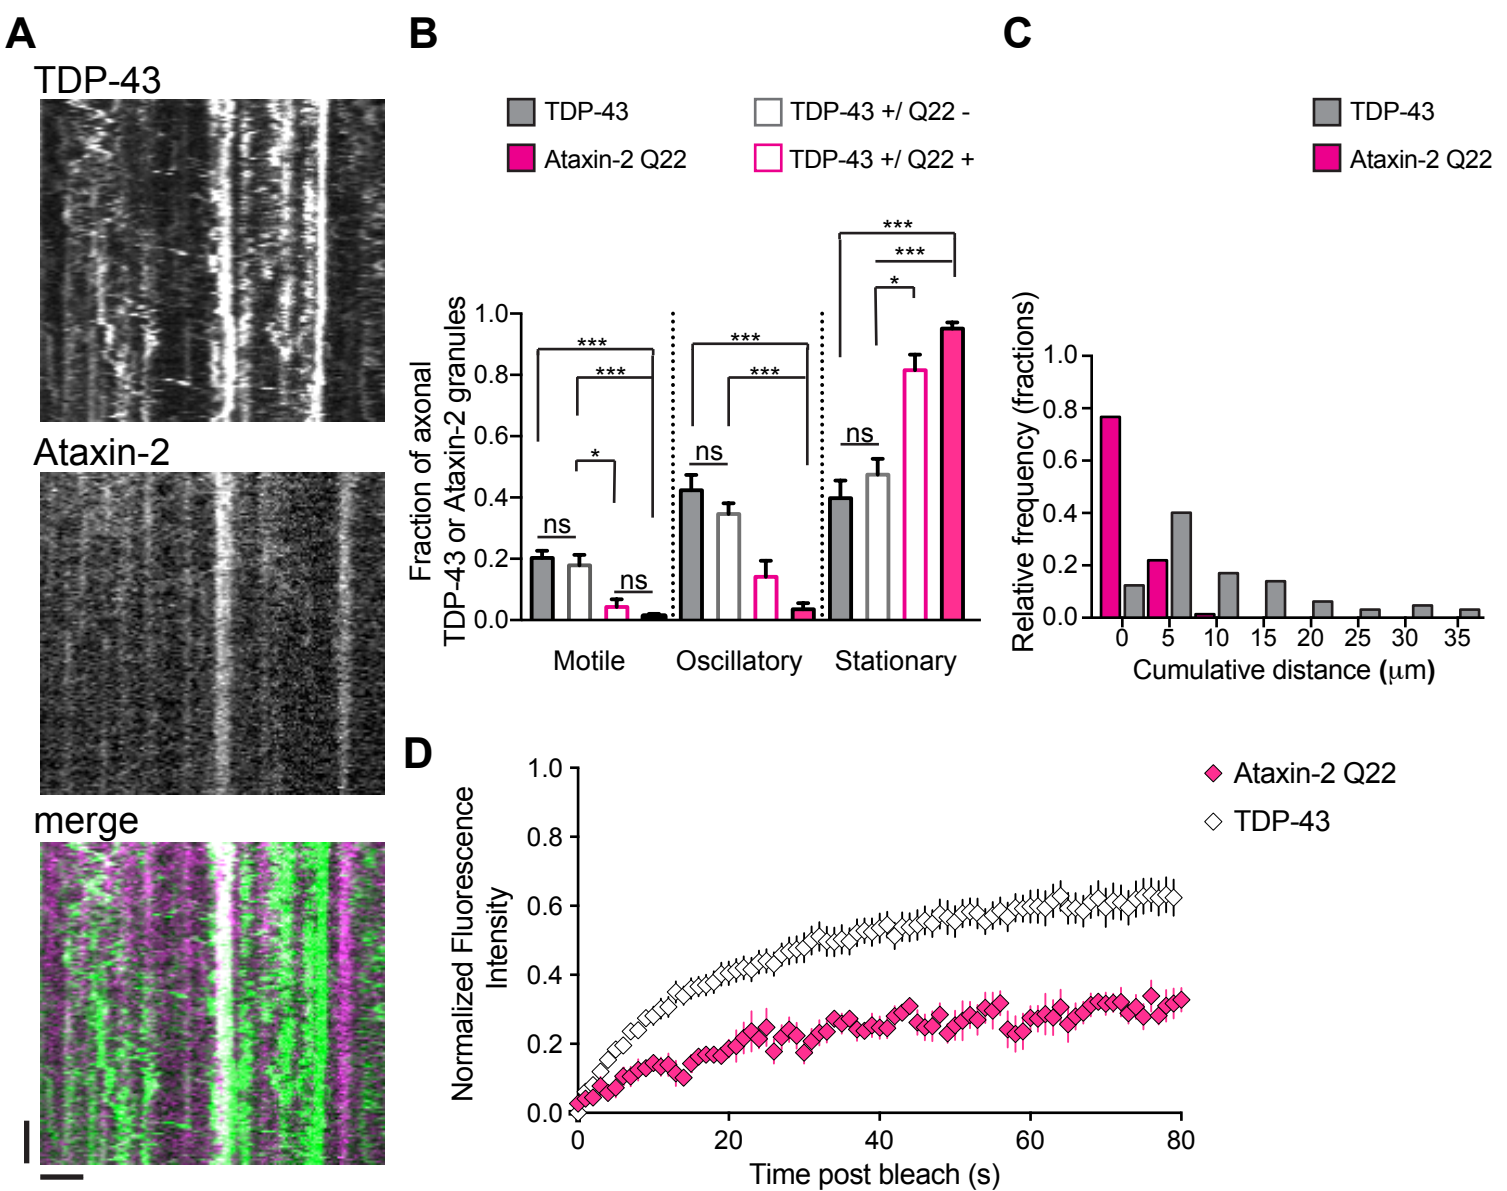 A
TDP-43
Ataxin-2
merge
B
TDP-43
Ataxin-2 Q22
TDP-43 +/ Q22 -
TDP-43 +/ Q22 +
Fraction of axonal
TDP-43 or Ataxin-2 granules
1.0
0.8
0.6
0.4
0.2
0.0
***
***
*
ns
ns
***
***
ns
***
***
*
ns
Motile
Oscillatory
Stationary
C
TDP-43
Ataxin-2 Q22
Relative frequency (fractions)
1.0
0.8
0.6
0.4
0.2
0.0
0 5 10 15 20 25 30 35
Cumulative distance (μm)
D
Ataxin-2 Q22
TDP-43
Normalized Fluorescence
Intensity
1.0
0.8
0.6
0.4
0.2
0.0
0 20 40 60 80
Time post bleach (s)